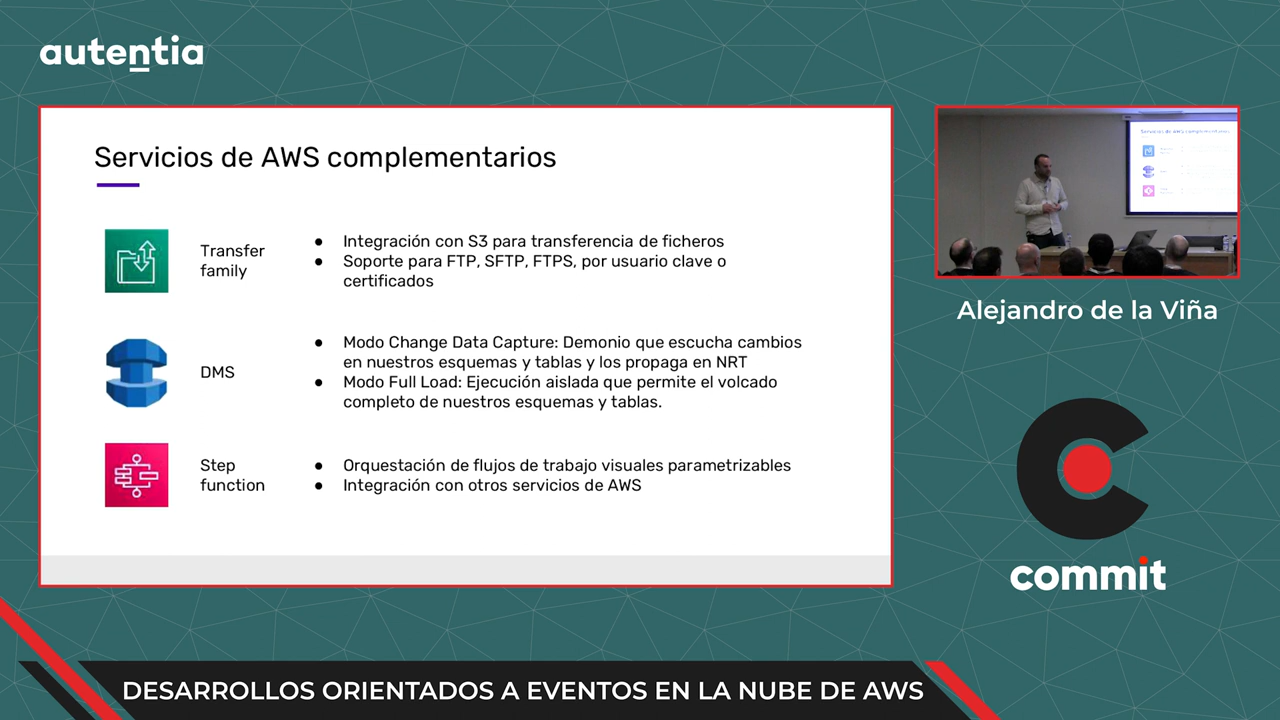 autentia
Servicios de AWS complementarios
Transfer
family
● Integración con S3 para transferencia de ficheros
● Soporte para FTP, SFTP, FTPS, por usuario clave o
certificados
DMS
● Modo Change Data Capture: Demonio que escucha cambios
en nuestros esquemas y tablas y los propaga en NRT
● Modo Full Load: Ejecución aislada que permite el volcado
completo de nuestros esquemas y tablas.
Step
function
● Orquestación de flujos de trabajo visuales parametrizables
● Integración con otros servicios de AWS
Servicios de aws complementarios
Alejandro de la Viña
commit
DESARROLLOS ORIENTADOS A EVENTOS EN LA NUBE DE AWS